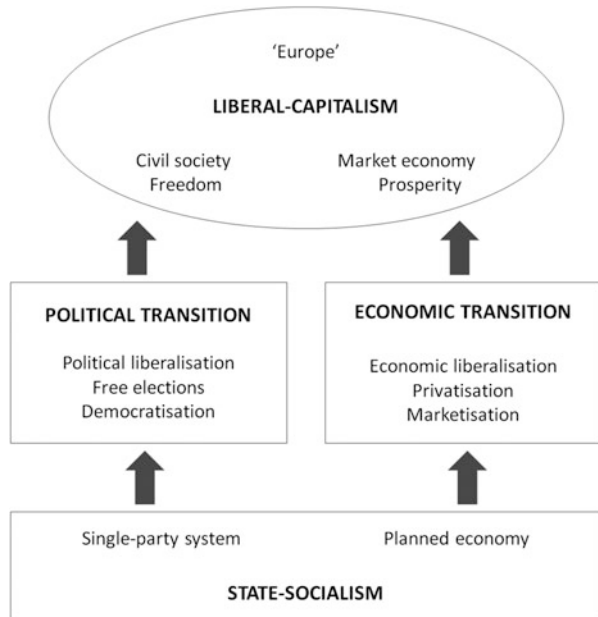 'Europe'
LIBERAL-CAPITALISM
Civil society
Freedom
Market economy
Prosperity
POLITICAL TRANSITION
Political liberalisation
Free elections
Democratisation
ECONOMIC TRANSITION
Economic liberalisation
Privatisation
Marketisation
Single-party system
Planned economy
STATE-SOCIALISM